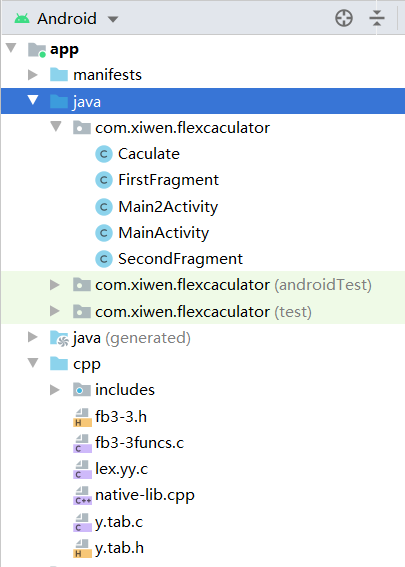 Android
app
manifests
java
com.xiwen.flexcaculator
Caculate
FirstFragment
Main2Activity
MainActivity
SecondFragment
com.xiwen.flexcaculator (androidTest)
com.xiwen.flexcaculator (test)
java (generated)
cpp
includes
fb3-3.h
fb3-3funcs.c
lex.yy.c
native-lib.cpp
y.tab.c
y.tab.h